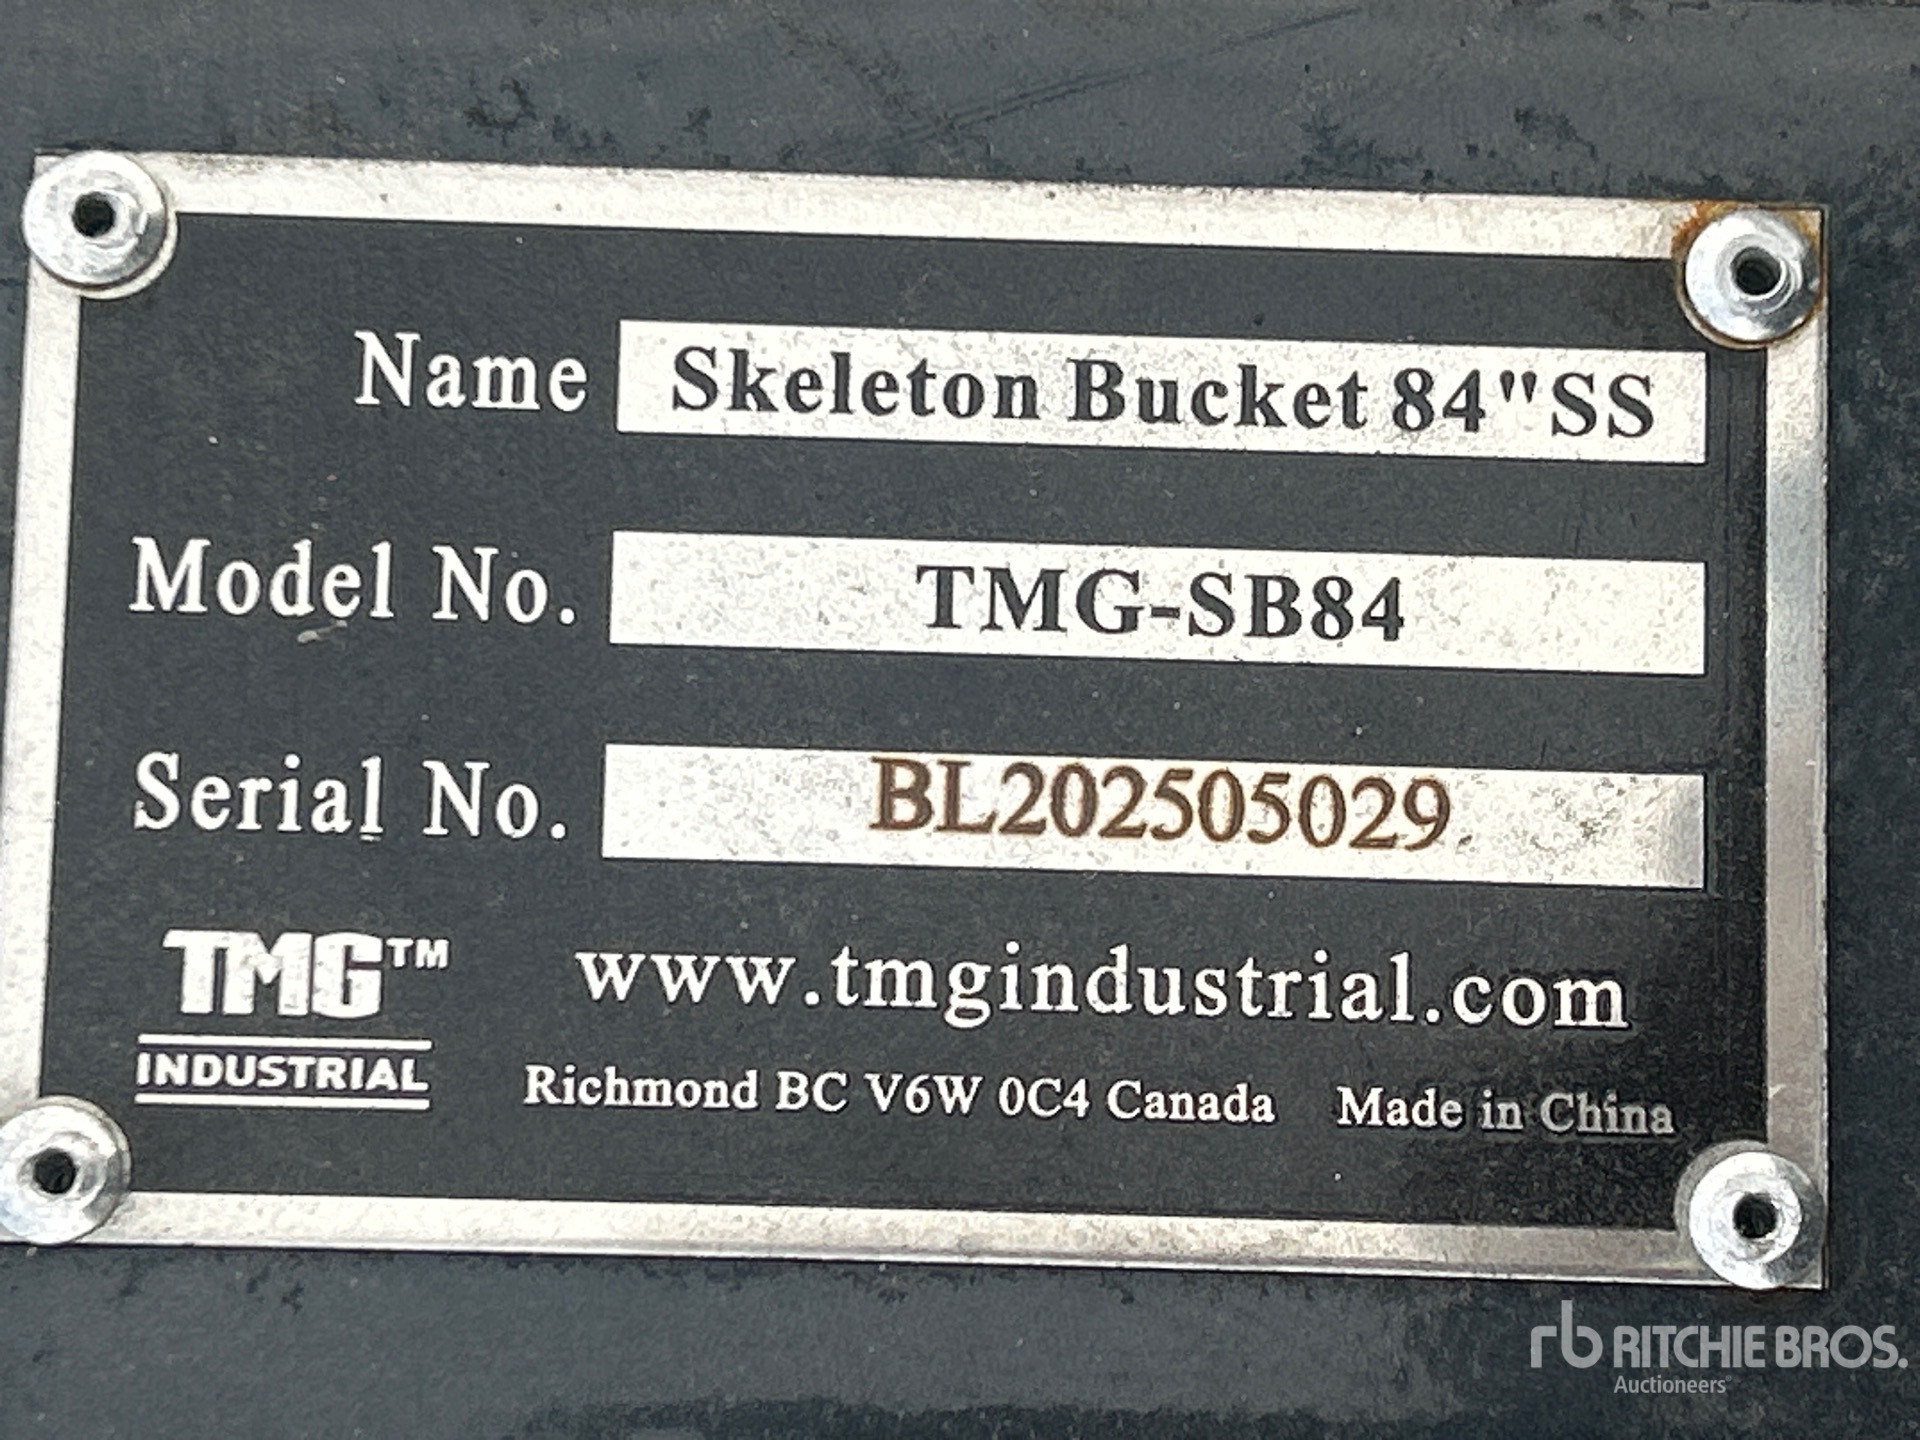 Name Skeleton Bucket 84"SS
Model No. TMG-SB84
Serial No. BL202505029
TMG™ www.tmgindustrial.com
INDUSTRIAL Richmond BC V6W 0C4 Canada Made in China
rb RITCHIE BROS.
Auctioneers